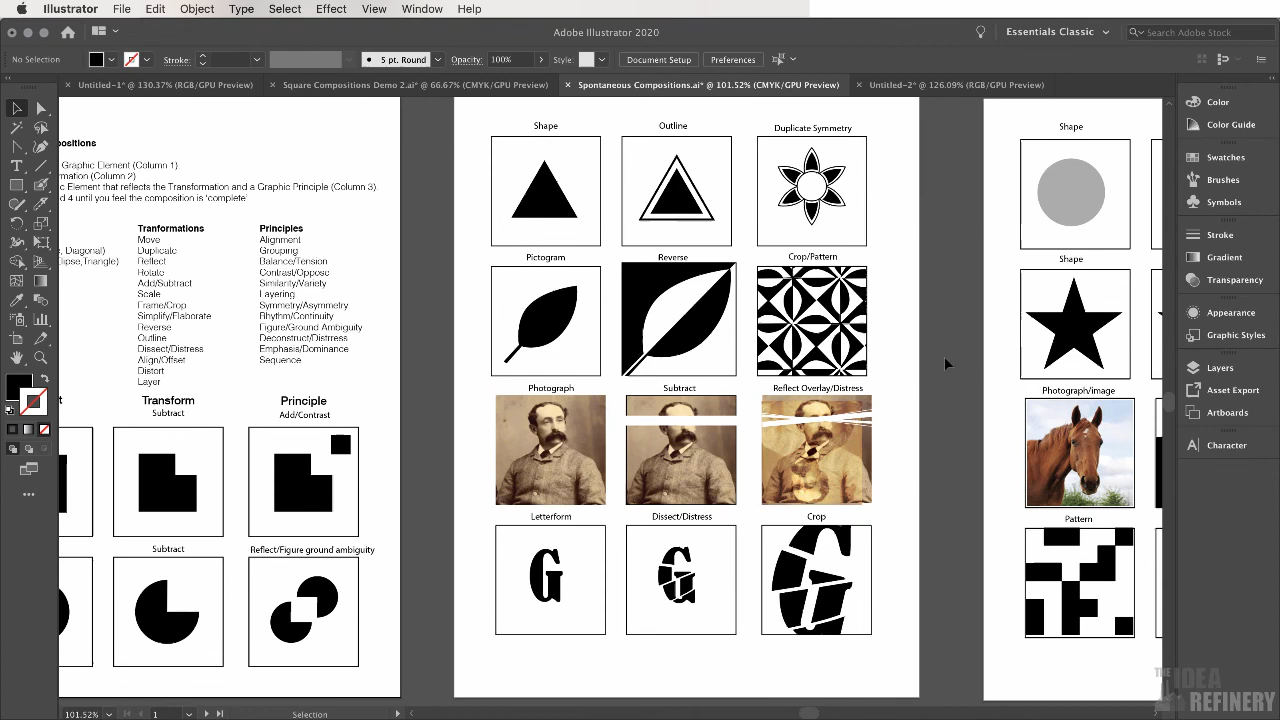 Illustrator File Edit Object Type Select Effect View Window Help
Adobe Illustrator 2020
Essentials Classic
Search Adobe Stock
No Selection
Stroke:
5 pt. Round
Opacity: 100%
Style:
Document Setup
Preferences
Untitled-1* @ 130.37% (RGB/GPU Preview)
Square Compositions Demo 2.ai* @ 66.67% (CMYK/GPU Preview)
Spontaneous Compositions.ai* @ 101.52% (CMYK/GPU Preview)
Untitled-2* @ 126.09% (RGB/GPU Preview)
Graphic Element (Column 1)
(Column 2)
Element that reflects the Transformation and a Graphic Principle (Column 3).
4 until you feel the composition is 'complete'
Tranformations
Move
Duplicate
Reflect
Rotate
Add/Subtract
Scale
Frame/Crop
Simplify/Elaborate
Reverse
Outline
Dissect/Distress
Align/Offset
Distort
Layer
Principles
Alignment
Grouping
Balance/Tension
Contrast/Oppose
Similarity/Variety
Layering
Symmetry/Asymmetry
Rhythm/Continuity
Figure/Ground Ambiguity
Deconstruct/Distrress
Emphasis/Dominance
Sequence
, Diagonal)
Ellipse,Triangle)
Transform
Subtract
Principle
Add/Contrast
Subtract
Reflect/Figure ground ambiguity
Shape
Outline
Duplicate Symmetry
Pictogram
Reverse
Crop/Pattern
Photograph
Subtract
Reflect Overlay/Distress
Letterform
Dissect/Distress
Crop
G
G
G
Shape
Shape
Photograph/image
Pattern
Color
Color Guide
Swatches
Brushes
Symbols
Stroke
Gradient
Transparency
Appearance
Graphic Styles
Layers
Asset Export
Artboards
Character
101.52%
1
Selection
THE IDEA
REFINERY